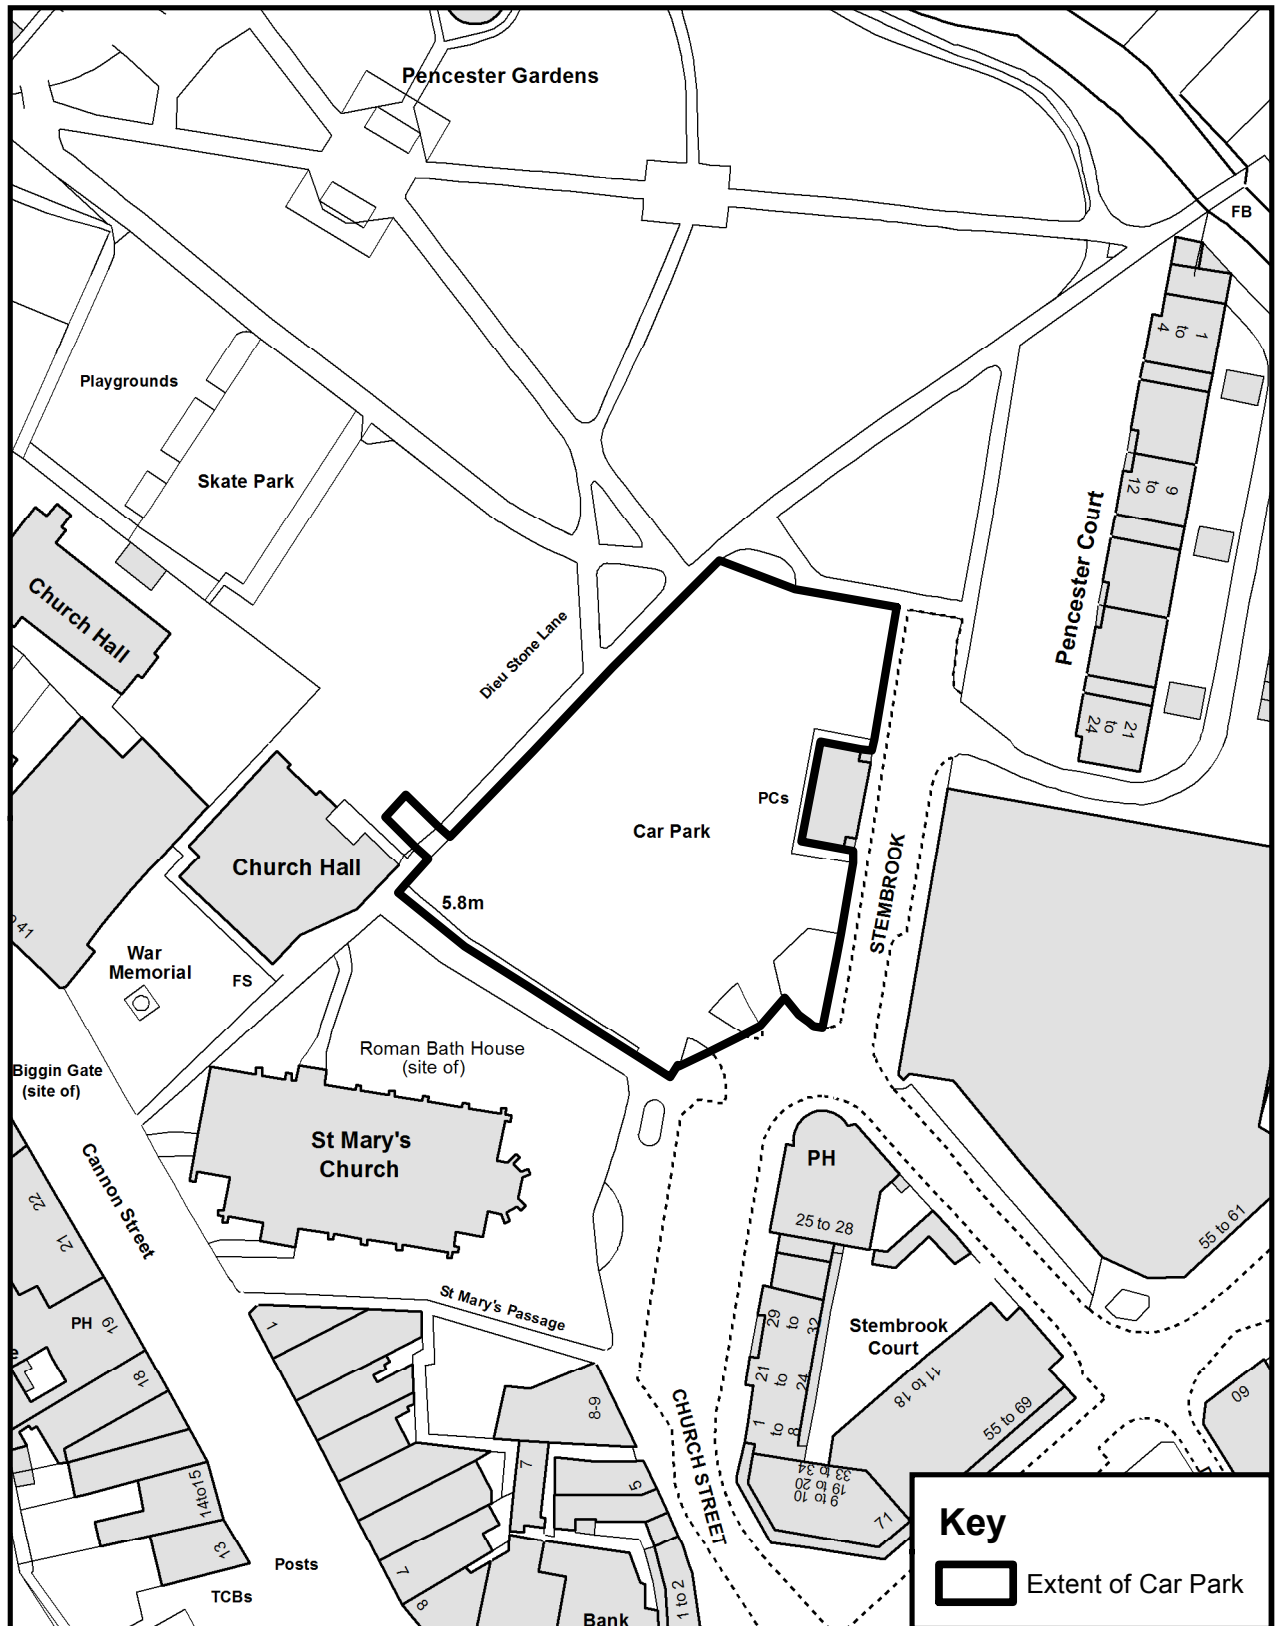 Pencester Gardens
FB
1
to
4
Playgrounds
Skate Park
9
to
12
Pencester Court
Church Hall
Dieu Stone Lane
21
to
24
PCs
Car Park
STEMBROOK
Church Hall
5.8m
41
War
Memorial
FS
Roman Bath House
(site of)
Biggin Gate
(site of)
St Mary's
Church
Cannon Street
PH
25 to 28
22
21
55 to 61
St Mary's Passage
PH
19
1
29
to
32
Stembrook
Court
18
21
to
24
11 to 18
8-9
CHURCH STREET
1
to
8
55 to 69
60
7
5
33 to 34
19 to 20
9 to 10
71
14to15
13
Posts
TCBs
7
8
1 to 2
Bank
Key
Extent of Car Park